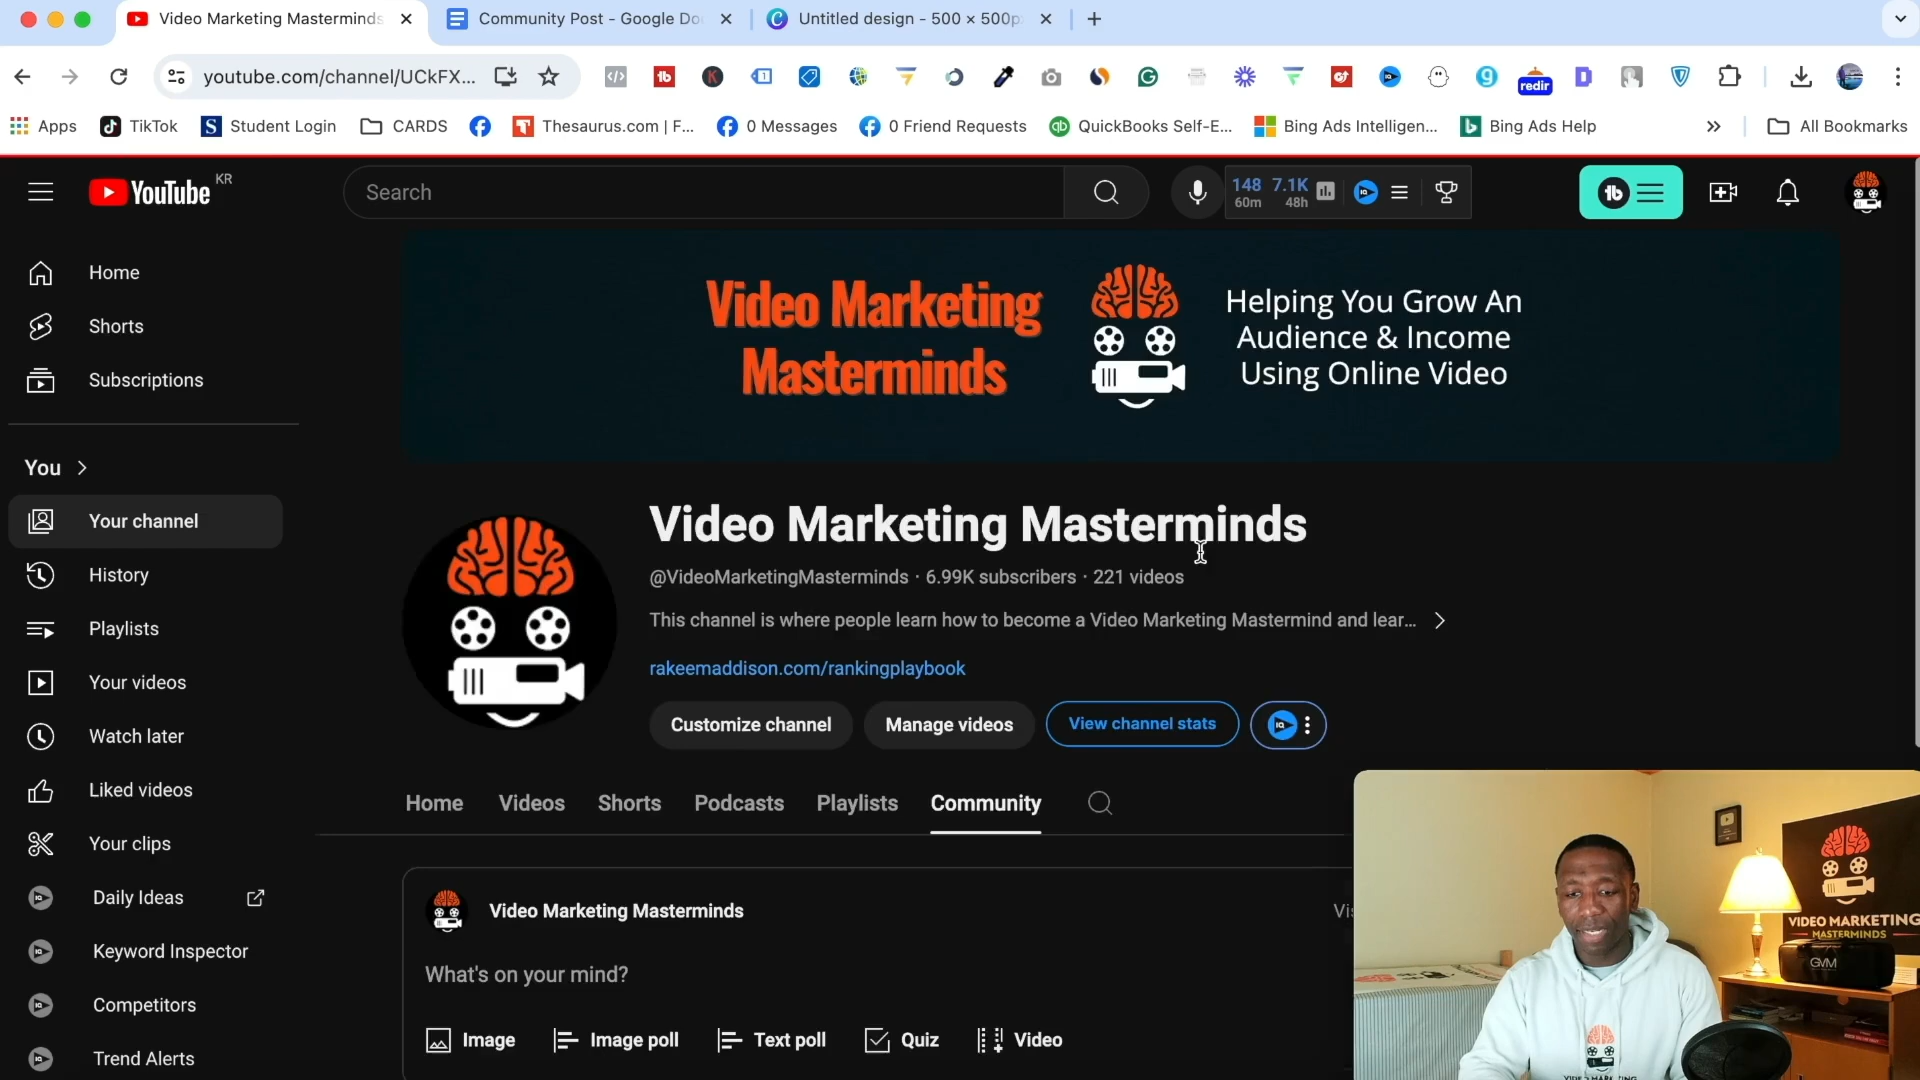 Video Marketing Masterminds
Community Post - Google Do
Untitled design - 500 × 500p
youtube.com/channel/UCkFX...
redir
Apps
TikTok
Student Login
CARDS
Thesaurus.com | F...
0 Messages
0 Friend Requests
QuickBooks Self-E...
Bing Ads Intelligen...
Bing Ads Help
All Bookmarks
YouTube KR
Search
148 7.1K
60m 48h
Home
Shorts
Subscriptions
You
Your channel
History
Playlists
Your videos
Watch later
Liked videos
Your clips
Daily Ideas
Keyword Inspector
Competitors
Trend Alerts
Video Marketing
Masterminds
Helping You Grow An
Audience & Income
Using Online Video
Video Marketing Masterminds
@VideoMarketingMasterminds · 6.99K subscribers · 221 videos
This channel is where people learn how to become a Video Marketing Mastermind and lear...
rakeemaddison.com/rankingplaybook
Customize channel
Manage videos
View channel stats
Home
Videos
Shorts
Podcasts
Playlists
Community
Video Marketing Masterminds
What's on your mind?
Image
Image poll
Text poll
Quiz
Video
VIDEO MARKETING
MASTERMINDS
GVM